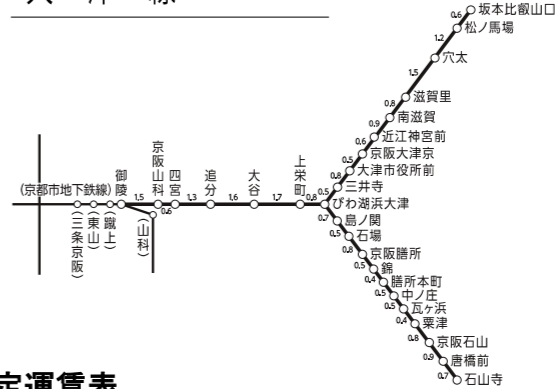 大 津 線
0.6 坂本比叡山口
松ノ馬場
1.2
穴太
1.5
滋賀里
0.8
南滋賀
0.9
近江神宮前
0.6
京阪大津京
0.5
大津市役所前
0.8
三井寺
0.5
びわ湖浜大津
(京都市地下鉄線) 御陵 1.5 京阪山科 四宮 1.3 追分 1.6 大谷 1.7 上栄町 0.8
0.6
(三条京阪)
(東山)
(蹴上)
(山科)
0.7
島ノ関
0.5
石場
0.8
京阪膳所
0.5
錦
0.4
膳所本町
0.5
中ノ庄
0.5
瓦ヶ浜
0.4
粟津
0.8
京阪石山
0.9
唐橋前
0.7
石山寺
定運賃表